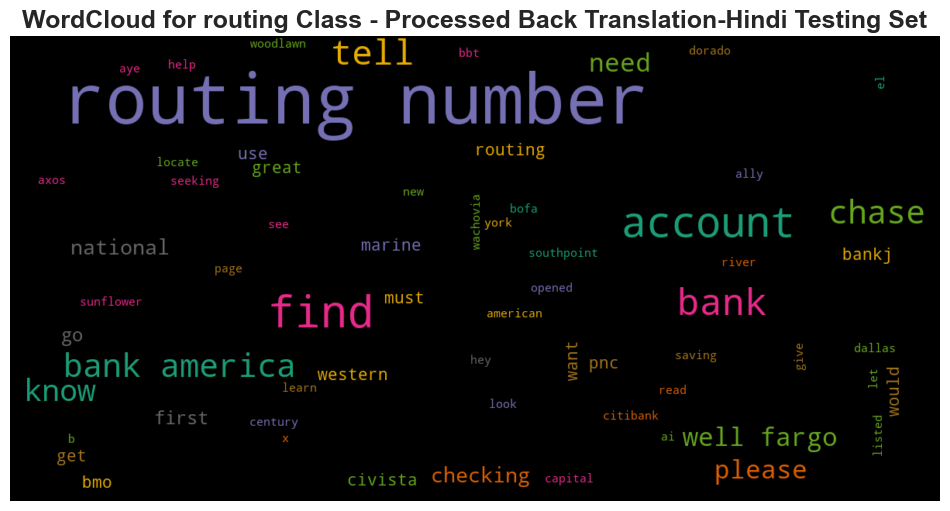 WordCloud for routing Class - Processed Back Translation-Hindi Testing Set
woodlawn
tell
bbt
dorado
aye
help
need
el
routing number
use
routing
locate
great
axos
seeking
ally
new
wachovia
bofa
chase
see
york
account
national
marine
southpoint
bankj
page
river
sunflower
find
must
opened
bank
american
go
bank america
hey
want
pnc
saving
give
dallas
know
western
let
would
learn
read
first
century
look
citibank
listed
b
x
ai
well fargo
get
bmo
civista
checking
capital
please